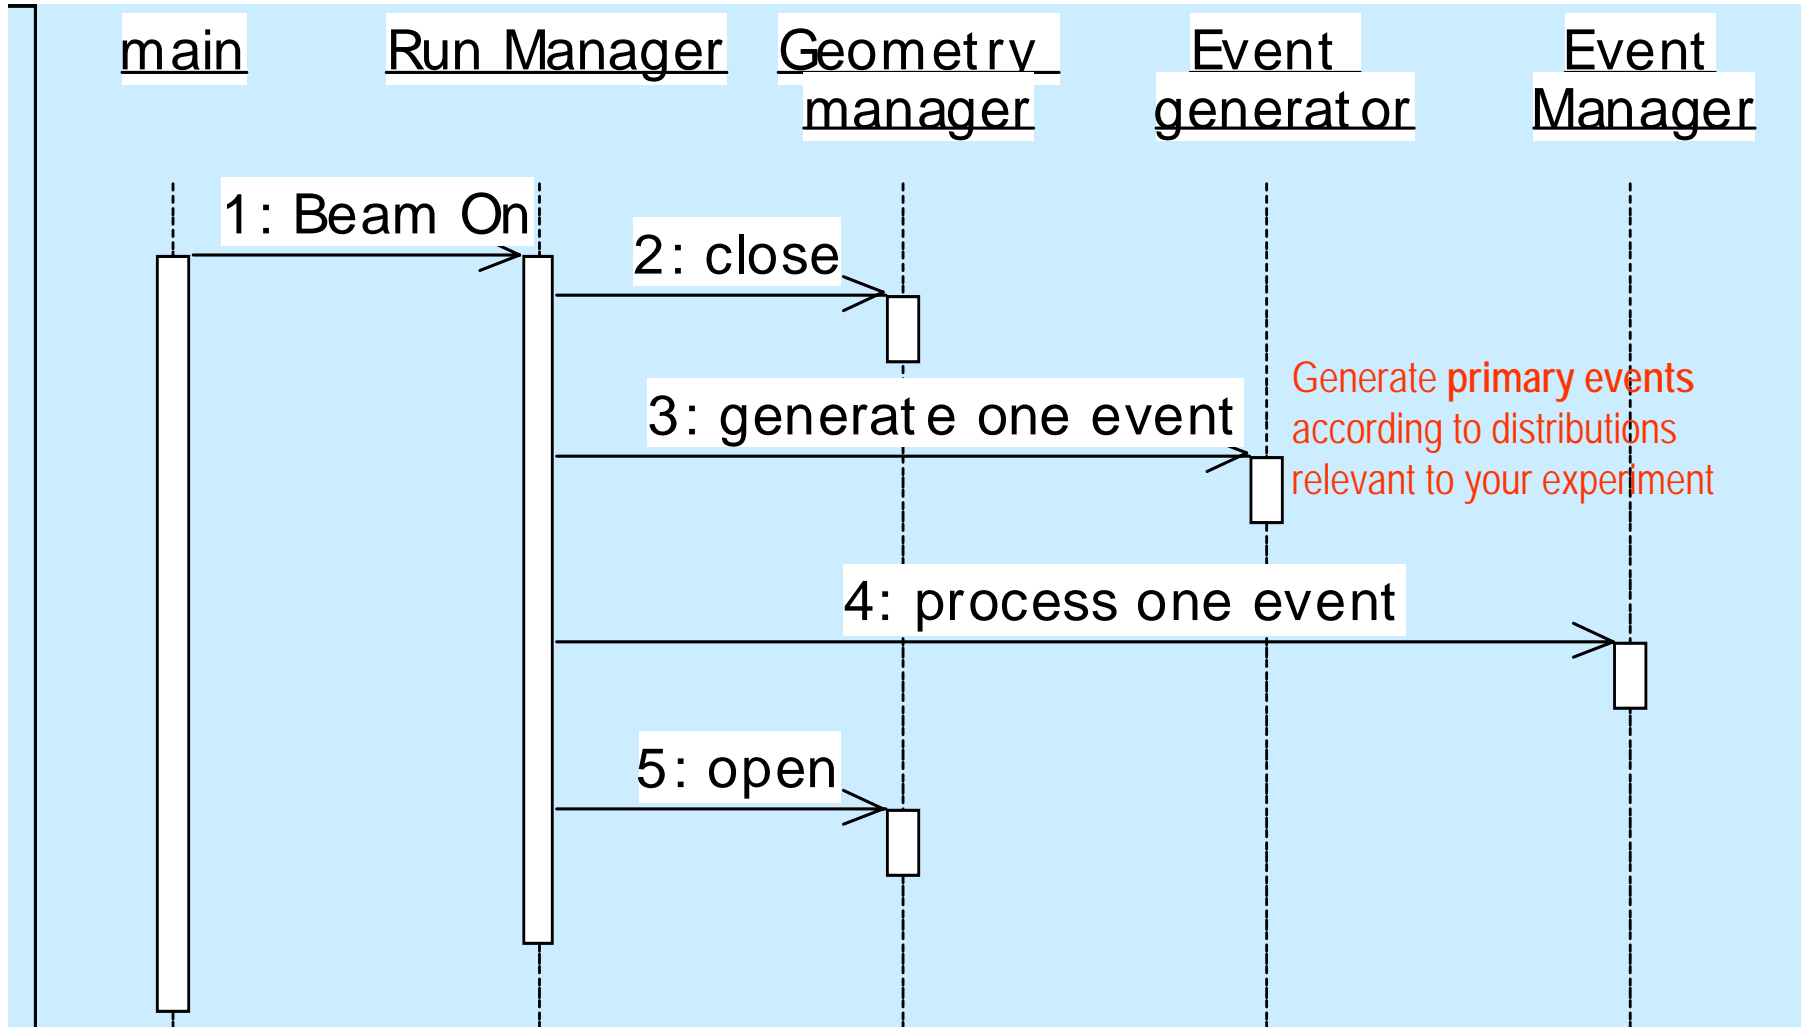 main
Run Manager
Geometry
manager
Event
generator
Event
Manager
1: Beam On
2: close
3: generate one event
Generate primary events
according to distributions
relevant to your experiment
4: process one event
5: open